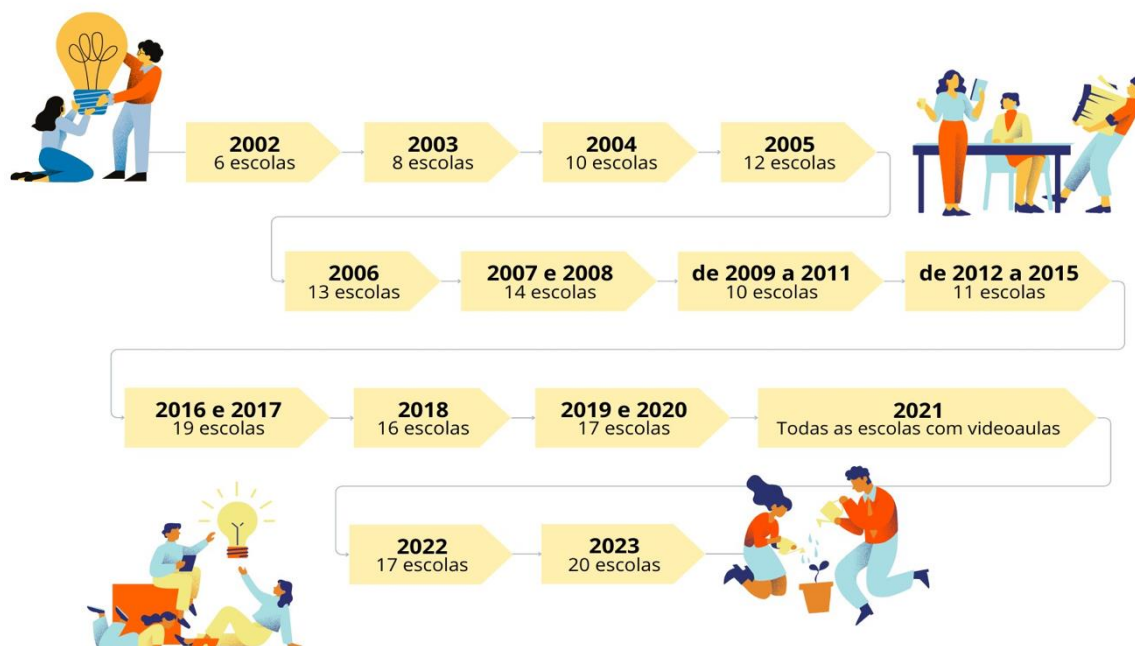 2002
6 escolas
2003
8 escolas
2004
10 escolas
2005
12 escolas
2006
13 escolas
2007 e 2008
14 escolas
de 2009 a 2011
10 escolas
de 2012 a 2015
11 escolas
2016 e 2017
19 escolas
2018
16 escolas
2019 e 2020
17 escolas
2021
Todas as escolas com videoaulas
2022
17 escolas
2023
20 escolas